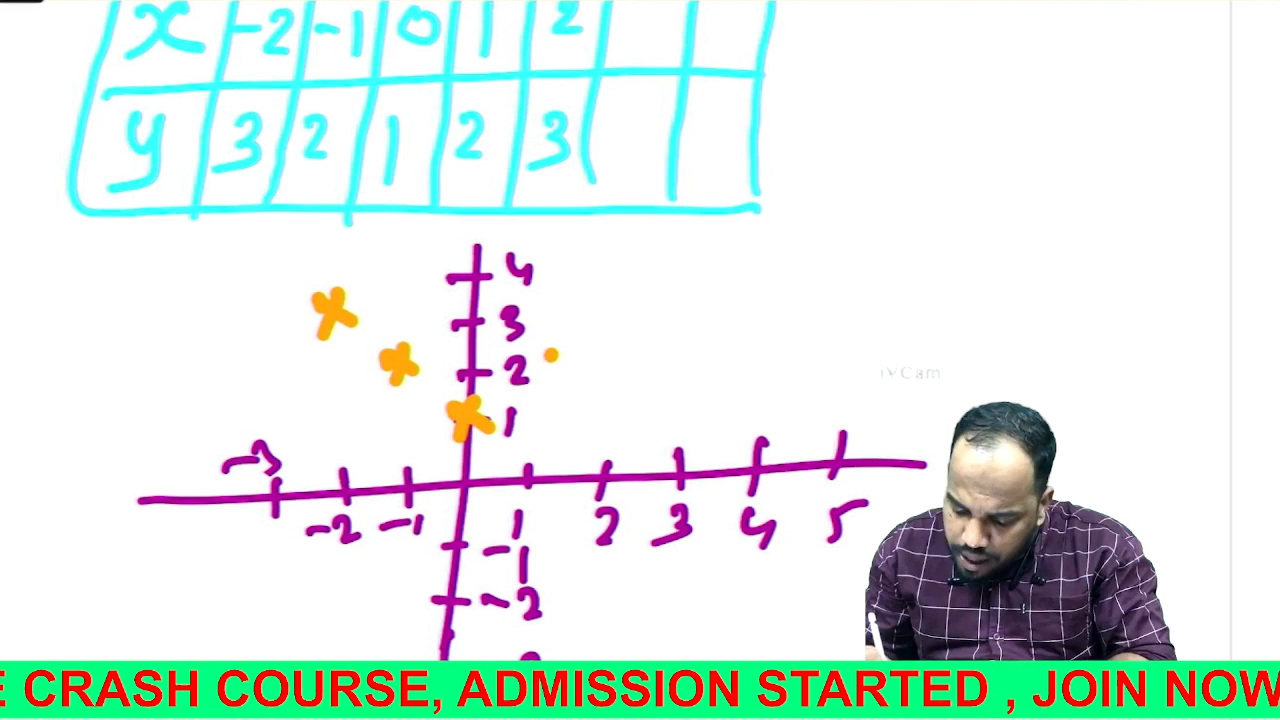 x -2 -1 0 1 2
y 3 2 1 2 3
4
3
2
1
-3
-2 -1 1 2 3 4 5
-1
-2
iVCam
E CRASH COURSE, ADMISSION STARTED , JOIN NOW